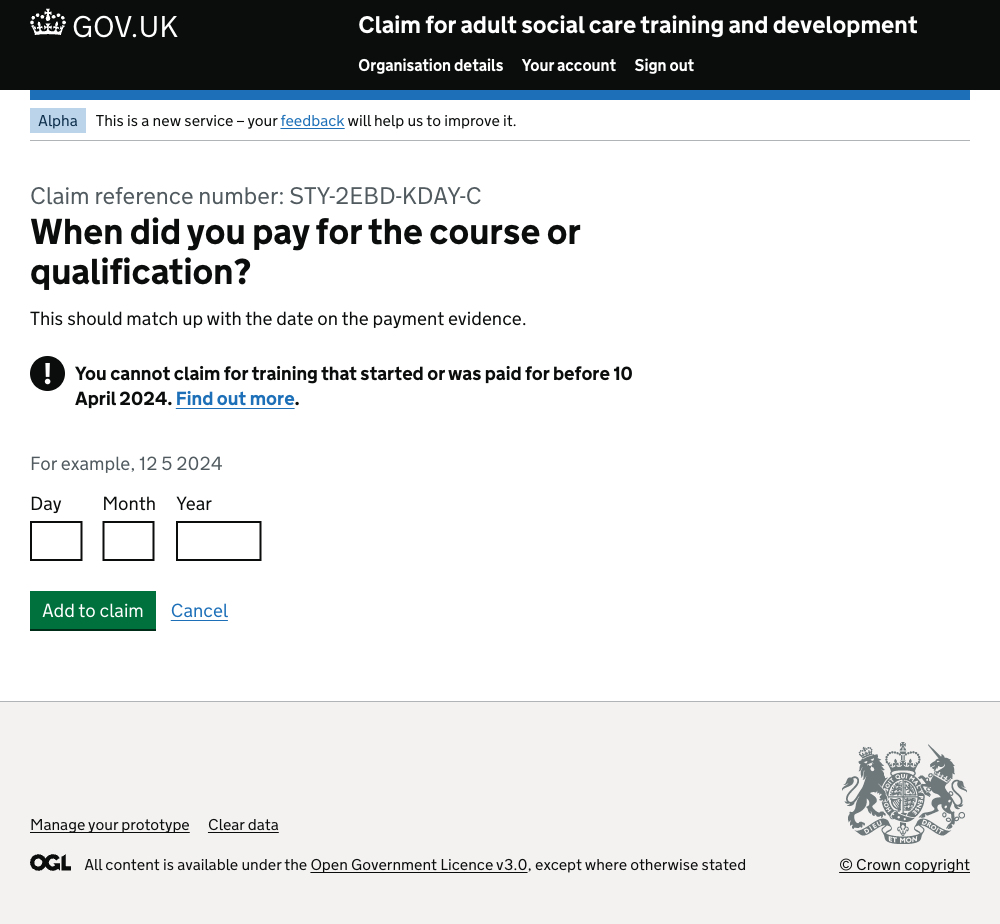 GOV.UK
Claim for adult social care training and development
Organisation details Your account Sign out
Alpha This is a new service – your feedback will help us to improve it.
Claim reference number: STY-2EBD-KDAY-C
When did you pay for the course or
qualification?
This should match up with the date on the payment evidence.
! You cannot claim for training that started or was paid for before 10
April 2024. Find out more.
For example, 12 5 2024
Day Month Year
Add to claim Cancel
DIEU ET MON DROIT
Manage your prototype Clear data
OGL All content is available under the Open Government Licence v3.0, except where otherwise stated
© Crown copyright